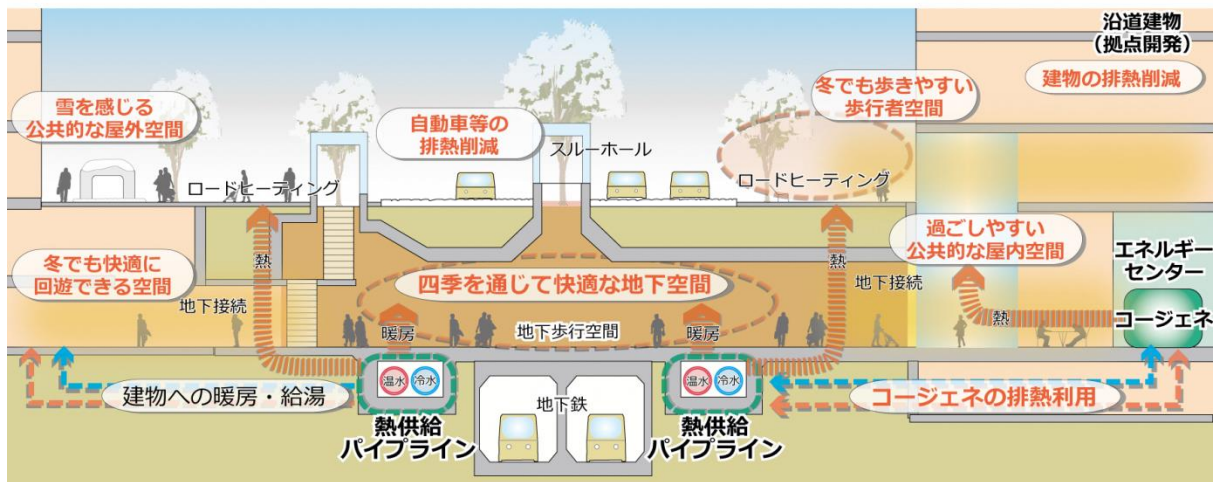 沿道建物
(拠点開発)
建物の排熱削減
雪を感じる
公共的な屋外空間
自動車等の
排熱削減
冬でも歩きやすい
歩行者空間
スルーホール
ロードヒーティング
ロードヒーティング
過ごしやすい
公共的な屋内空間
エネルギー
センター
コージェネ
冬でも快適に
回遊できる空間
熱
四季を通じて快適な地下空間
熱
地下接続
熱
地下接続
暖房
地下歩行空間
暖房
温水
冷水
温水
冷水
建物への暖房・給湯
地下鉄
コージェネの排熱利用
熱供給
パイプライン
熱供給
パイプライン